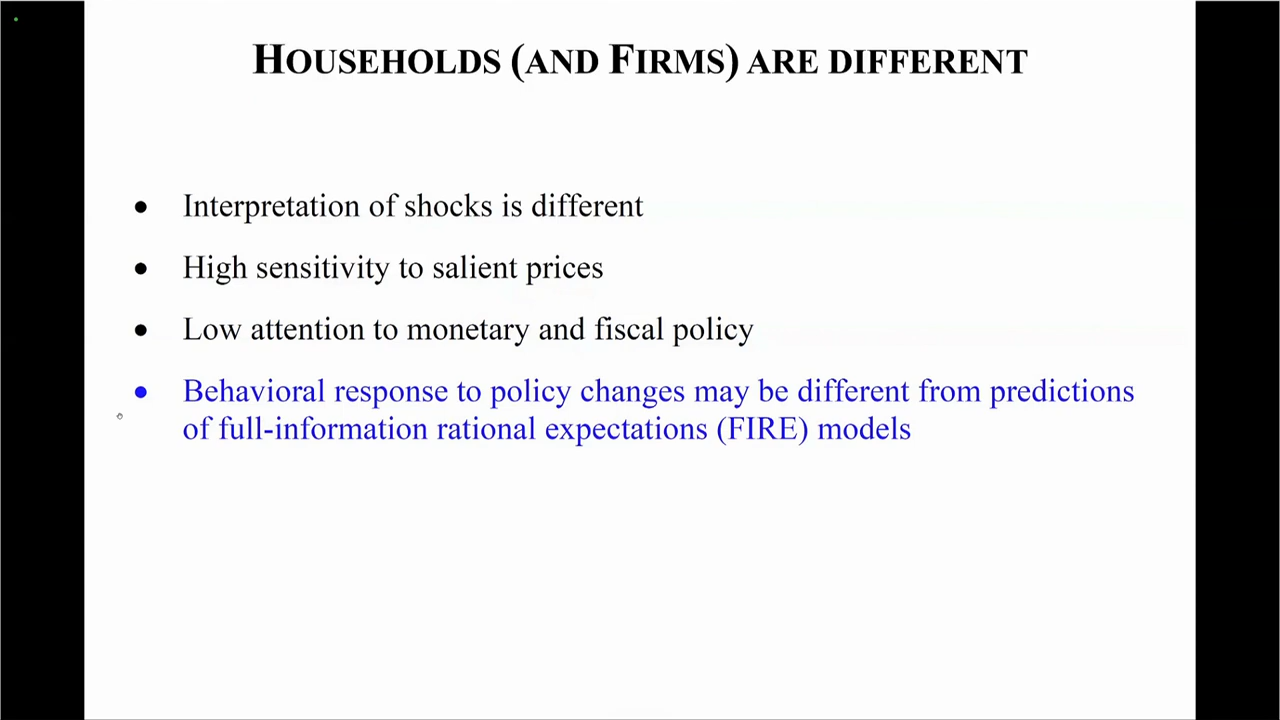 HOUSEHOLDS (AND FIRMS) ARE DIFFERENT
• Interpretation of shocks is different
• High sensitivity to salient prices
• Low attention to monetary and fiscal policy
• Behavioral response to policy changes may be different from predictions
of full-information rational expectations (FIRE) models